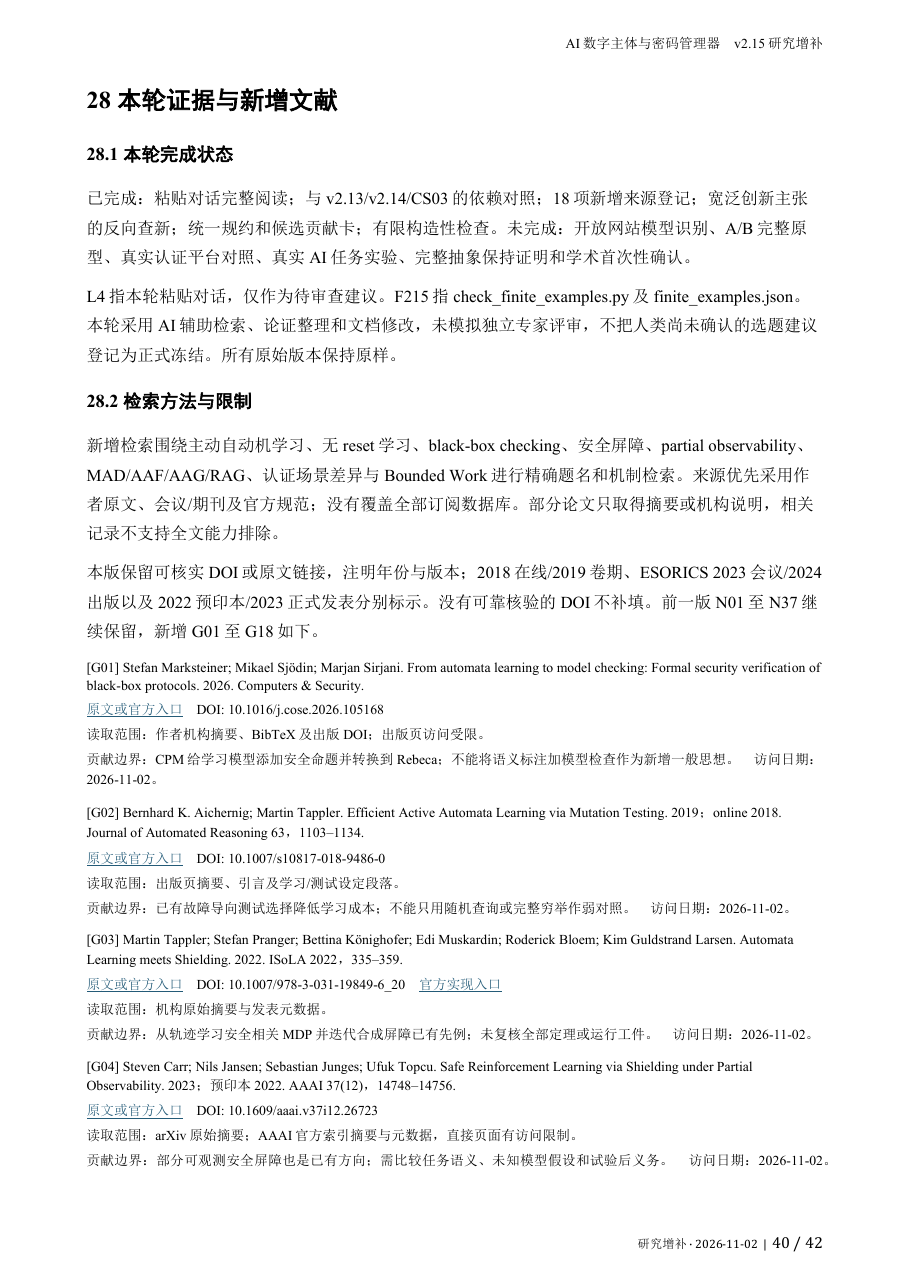 AI 数字主体与密码管理器 v2.15 研究增补
28 本轮证据与新增文献
28.1 本轮完成状态
已完成：粘贴对话完整阅读；与 v2.13/v2.14/CS03 的依赖对照；18 项新增来源登记；宽泛创新主张
的反向查新；统一规约和候选贡献卡；有限构造性检查。未完成：开放网站模型识别、A/B 完整原
型、真实认证平台对照、真实 AI 任务实验、完整抽象保持证明和学术首次性确认。
L4 指本轮粘贴对话，仅作为待审查建议。F215 指 check_finite_examples.py 及 finite_examples.json。
本轮采用 AI 辅助检索、论证整理和文档修改，未模拟独立专家评审，不把人类尚未确认的选题建议
登记为正式冻结。所有原始版本保持原样。
28.2 检索方法与限制
新增检索围绕主动自动机学习、无 reset 学习、black-box checking、安全屏障、partial observability、
MAD/AAF/AAG/RAG、认证场景差异与 Bounded Work 进行精确题名和机制检索。来源优先采用作
者原文、会议/期刊及官方规范；没有覆盖全部订阅数据库。部分论文只取得摘要或机构说明，相关
记录不支持全文能力排除。
本版保留可核实 DOI 或原文链接，注明年份与版本；2018 在线/2019 卷期、ESORICS 2023 会议/2024
出版以及 2022 预印本/2023 正式发表分别标示。没有可靠核验的 DOI 不补填。前一版 N01 至 N37 继
续保留，新增 G01 至 G18 如下。
[G01] Stefan Marksteiner; Mikael Sjödin; Marjan Sirjani. From automata learning to model checking: Formal security verification of
black-box protocols. 2026. Computers & Security.
原文或官方入口 DOI: 10.1016/j.cose.2026.105168
读取范围：作者机构摘要、BibTeX 及出版 DOI；出版页访问受限。
贡献边界：CPM 给学习模型添加安全命题并转换到 Rebeca；不能将语义标注加模型检查作为新增一般思想。 访问日期：
2026-11-02。
[G02] Bernhard K. Aichernig; Martin Tappler. Efficient Active Automata Learning via Mutation Testing. 2019；online 2018.
Journal of Automated Reasoning 63，1103–1134.
原文或官方入口 DOI: 10.1007/s10817-018-9486-0
读取范围：出版页摘要、引言及学习/测试设定段落。
贡献边界：已有故障导向测试选择降低学习成本；不能只用随机查询或完整穷举作弱对照。 访问日期：2026-11-02。
[G03] Martin Tappler; Stefan Pranger; Bettina Könighofer; Edi Muskardin; Roderick Bloem; Kim Guldstrand Larsen. Automata
Learning meets Shielding. 2022. ISoLA 2022，335–359.
原文或官方入口 DOI: 10.1007/978-3-031-19849-6_20 官方实现入口
读取范围：机构原始摘要与发表元数据。
贡献边界：从轨迹学习安全相关 MDP 并迭代合成屏障已有先例；未复核全部定理或运行工件。 访问日期：2026-11-02。
[G04] Steven Carr; Nils Jansen; Sebastian Junges; Ufuk Topcu. Safe Reinforcement Learning via Shielding under Partial
Observability. 2023；预印本 2022. AAAI 37(12)，14748–14756.
原文或官方入口 DOI: 10.1609/aaai.v37i12.26723
读取范围：arXiv 原始摘要；AAAI 官方索引摘要与元数据，直接页面有访问限制。
贡献边界：部分可观测安全屏障也是已有方向；需比较任务语义、未知模型假设和试验后义务。 访问日期：2026-11-02。
研究增补 · 2026-11-02 | 40 / 42